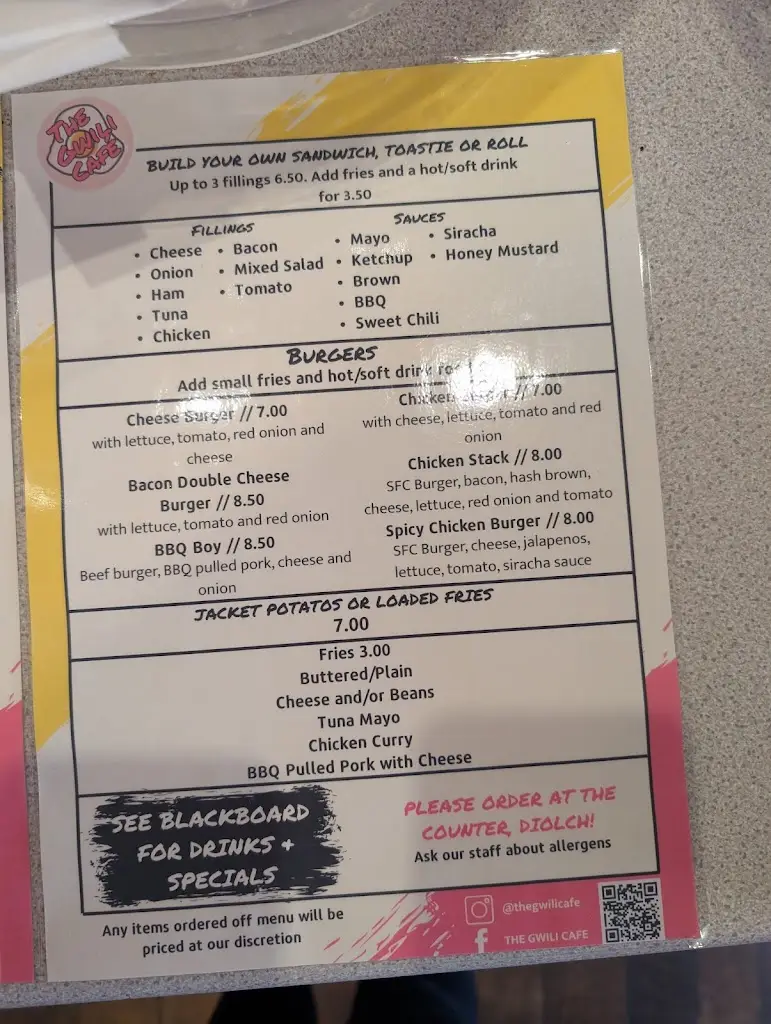 THE
GWILI
CAFE
BUILD YOUR OWN SANDWICH, TOASTIE OR ROLL
Up to 3 fillings 6.50. Add fries and a hot/soft drink
for 3.50
FILLINGS
• Cheese
• Onion
• Ham
• Tuna
• Chicken
• Bacon
• Mixed Salad
• Tomato
SAUCES
• Mayo
• Ketchup
• Brown
• BBQ
• Sweet Chili
• Siracha
• Honey Mustard
BURGERS
Add small fries and hot/soft drink
Cheese Burger // 7.00
with lettuce, tomato, red onion and
cheese
Bacon Double Cheese
Burger // 8.50
with lettuce, tomato and red onion
BBQ Boy // 8.50
Beef burger, BBQ pulled pork, cheese and
onion
Chicken Burger // 7.00
with cheese, lettuce, tomato and red
onion
Chicken Stack // 8.00
SFC Burger, bacon, hash brown,
cheese, lettuce, red onion and tomato
Spicy Chicken Burger // 8.00
SFC Burger, cheese, jalapenos,
lettuce, tomato, siracha sauce
JACKET POTATOS OR LOADED FRIES
7.00
Fries 3.00
Buttered/Plain
Cheese and/or Beans
Tuna Mayo
Chicken Curry
BBQ Pulled Pork with Cheese
SEE BLACKBOARD
FOR DRINKS +
SPECIALS
PLEASE ORDER AT THE
COUNTER, DIOLCH!
Ask our staff about allergens
Any items ordered off menu will be
priced at our discretion
@thegwilicafe
THE GWILI CAFE